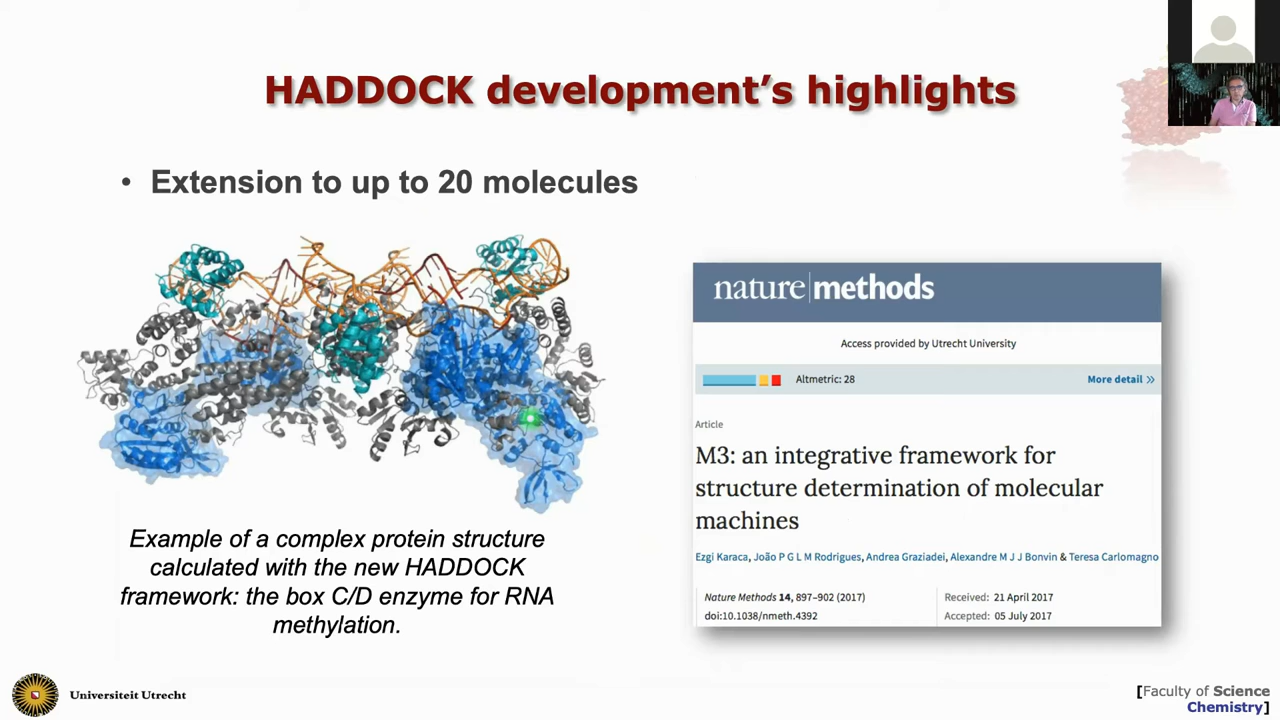 HADDOCK development's highlights
• Extension to up to 20 molecules
Example of a complex protein structure
calculated with the new HADDOCK
framework: the box C/D enzyme for RNA
methylation.
nature|methods
Access provided by Utrecht University
Altmetric: 28
More detail »
Article
M3: an integrative framework for
structure determination of molecular
machines
Ezgi Karaca, João P G L M Rodrigues, Andrea Graziadei, Alexandre M J J Bonvin & Teresa Carlomagno
Nature Methods 14, 897–902 (2017)
doi:10.1038/nmeth.4392
Received: 21 April 2017
Accepted: 05 July 2017
Universiteit Utrecht
[Faculty of Science
Chemistry]